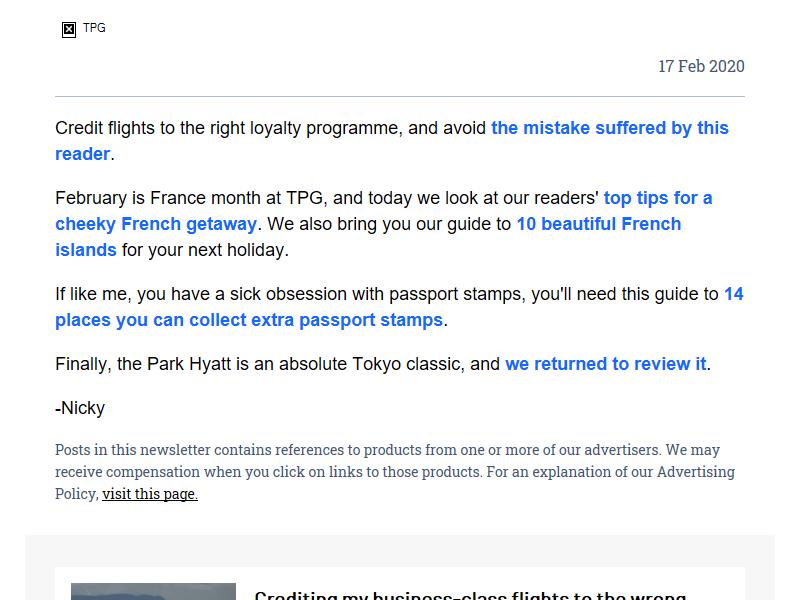 TPG
17 Feb 2020
Credit flights to the right loyalty programme, and avoid the mistake suffered by this
reader.
February is France month at TPG, and today we look at our readers' top tips for a
cheeky French getaway. We also bring you our guide to 10 beautiful French
islands for your next holiday.
If like me, you have a sick obsession with passport stamps, you'll need this guide to 14
places you can collect extra passport stamps.
Finally, the Park Hyatt is an absolute Tokyo classic, and we returned to review it.
-Nicky
Posts in this newsletter contains references to products from one or more of our advertisers. We may
receive compensation when you click on links to those products. For an explanation of our Advertising
Policy, visit this page.
Crediting my business-class flights to the wrong